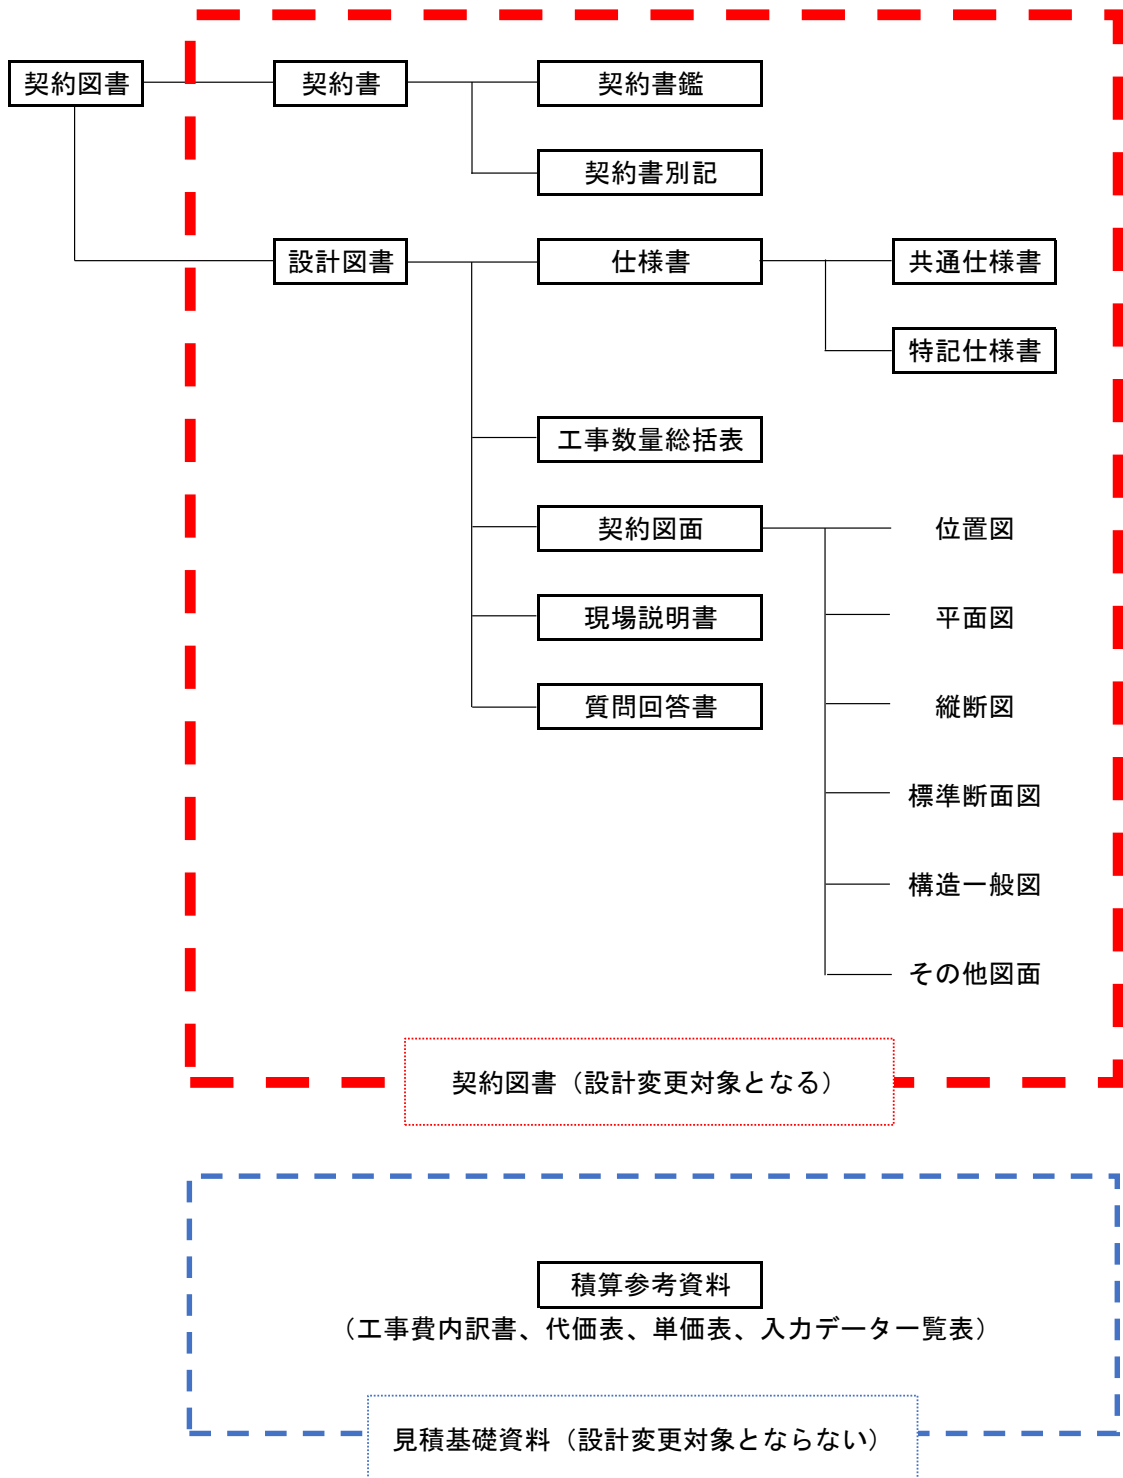 契約図書
契約書
契約書鑑
契約書別記
設計図書
仕様書
共通仕様書
特記仕様書
工事数量総括表
契約図面
位置図
現場説明書
平面図
質問回答書
縦断図
標準断面図
構造一般図
その他図面
契約図書（設計変更対象となる）
積算参考資料
（工事費内訳書、代価表、単価表、入力データ一覧表）
見積基礎資料（設計変更対象とならない）